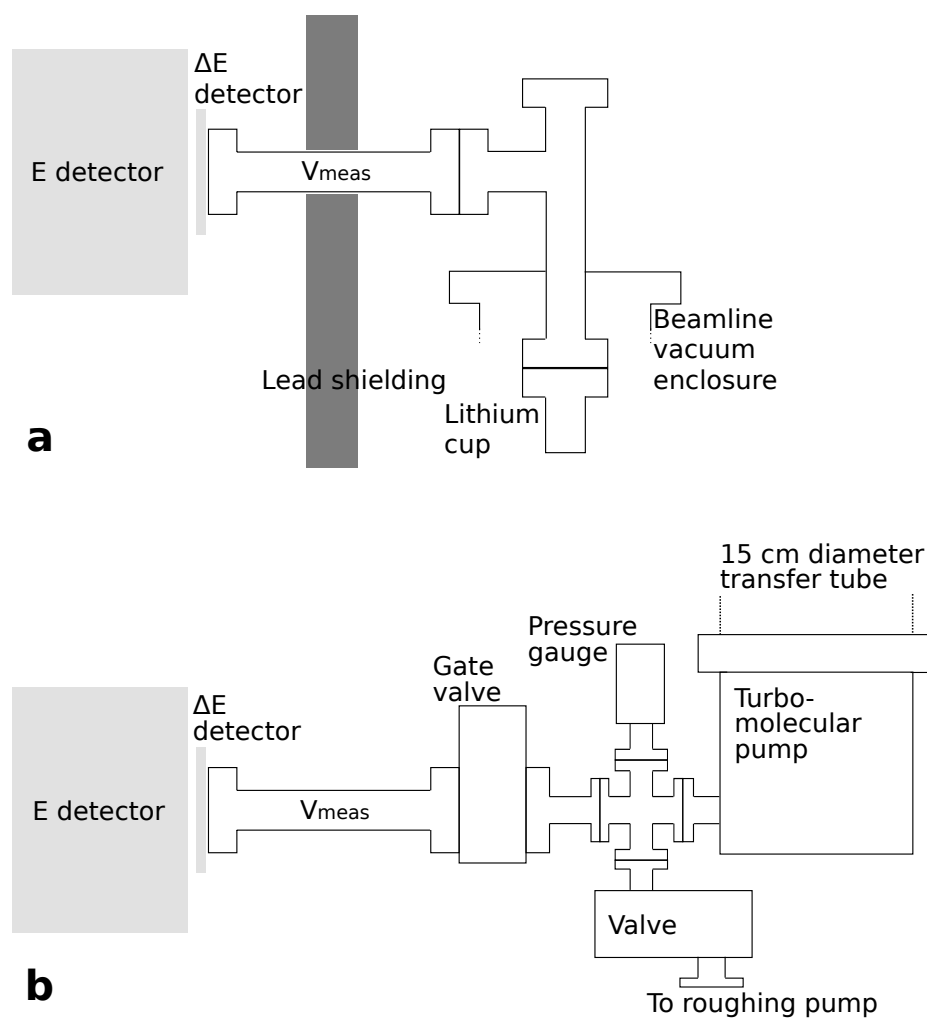 ΔE
detector
E detector
Vmeas
Lead shielding
Beamline
vacuum
enclosure
Lithium
cup
a
15 cm diameter
transfer tube
Pressure
gauge
Gate
valve
ΔE
detector
Turbo-
molecular
pump
E detector
Vmeas
Valve
b
To roughing pump